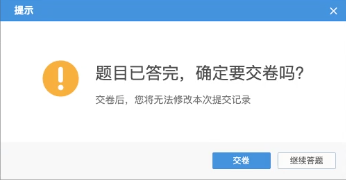 提示
题目已答完，确定要交卷吗？
交卷后，您将无法修改本次提交记录
交卷
继续答题